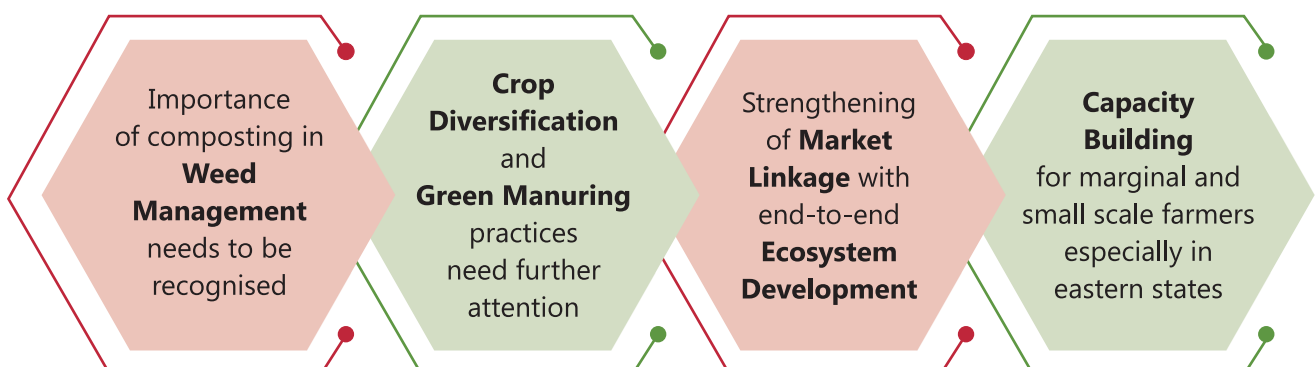 Importance
of composting in
Weed
Management
needs to be
recognised
Crop
Diversification
and
Green Manuring
practices
need further
attention
Strengthening
of Market
Linkage with
end-to-end
Ecosystem
Development
Capacity
Building
for marginal and
small scale farmers
especially in
eastern states